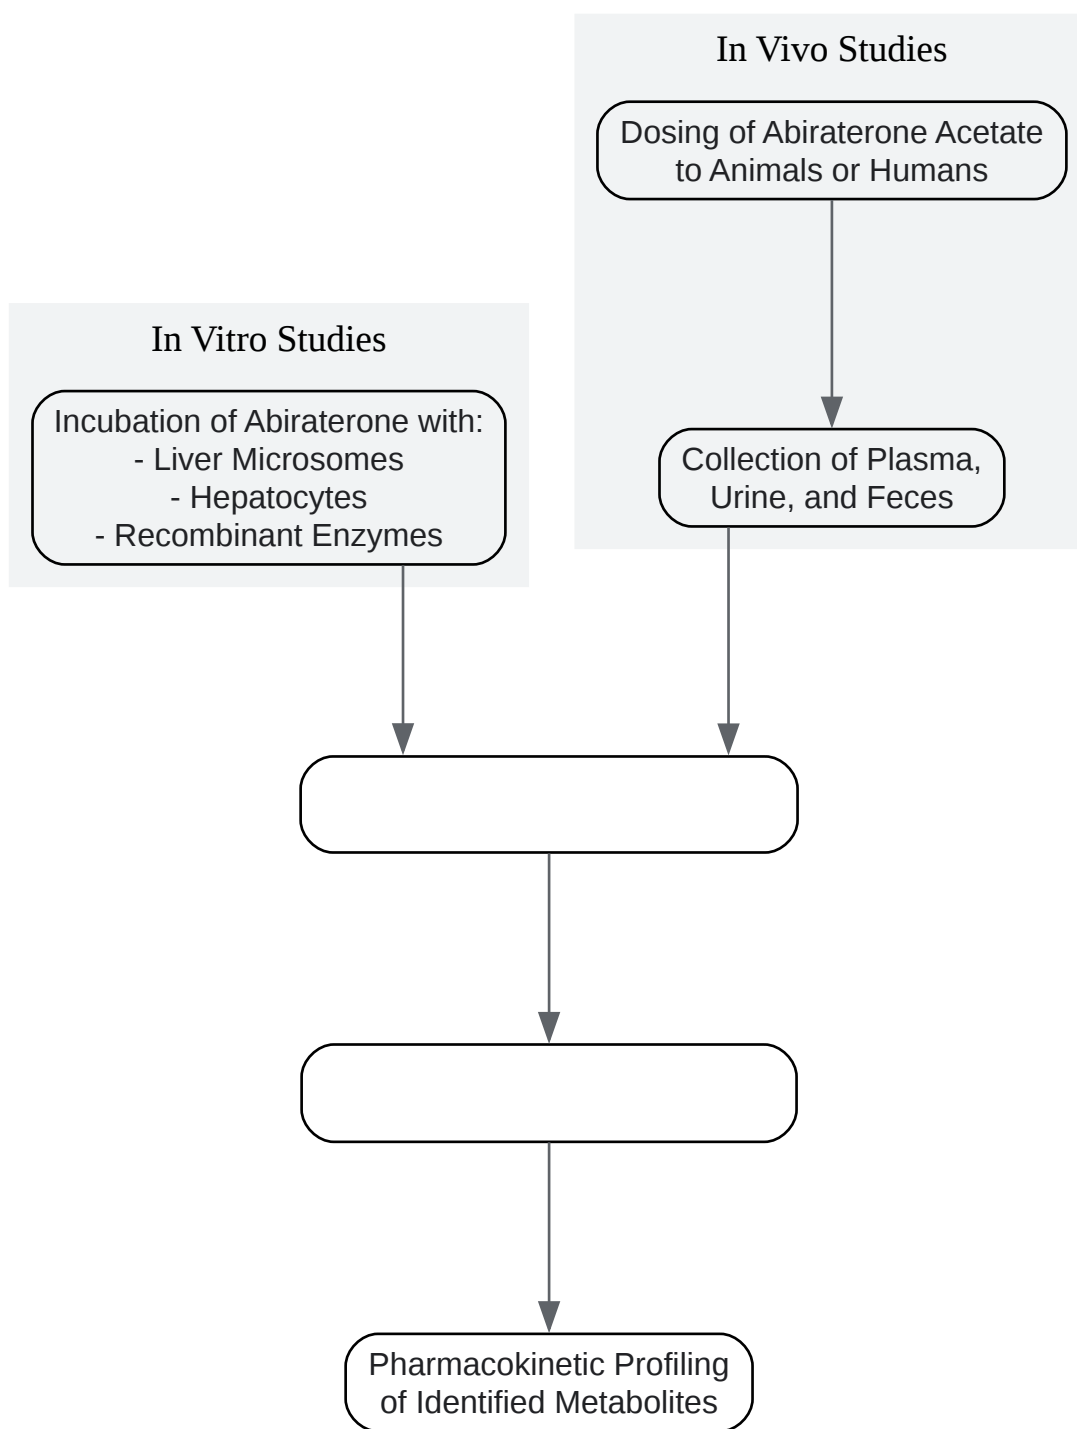 In Vivo Studies
Dosing of Abiraterone Acetate
to Animals or Humans
In Vitro Studies
Incubation of Abiraterone with:
- Liver Microsomes
- Hepatocytes
- Recombinant Enzymes
Collection of Plasma,
Urine, and Feces
Pharmacokinetic Profiling
of Identified Metabolites